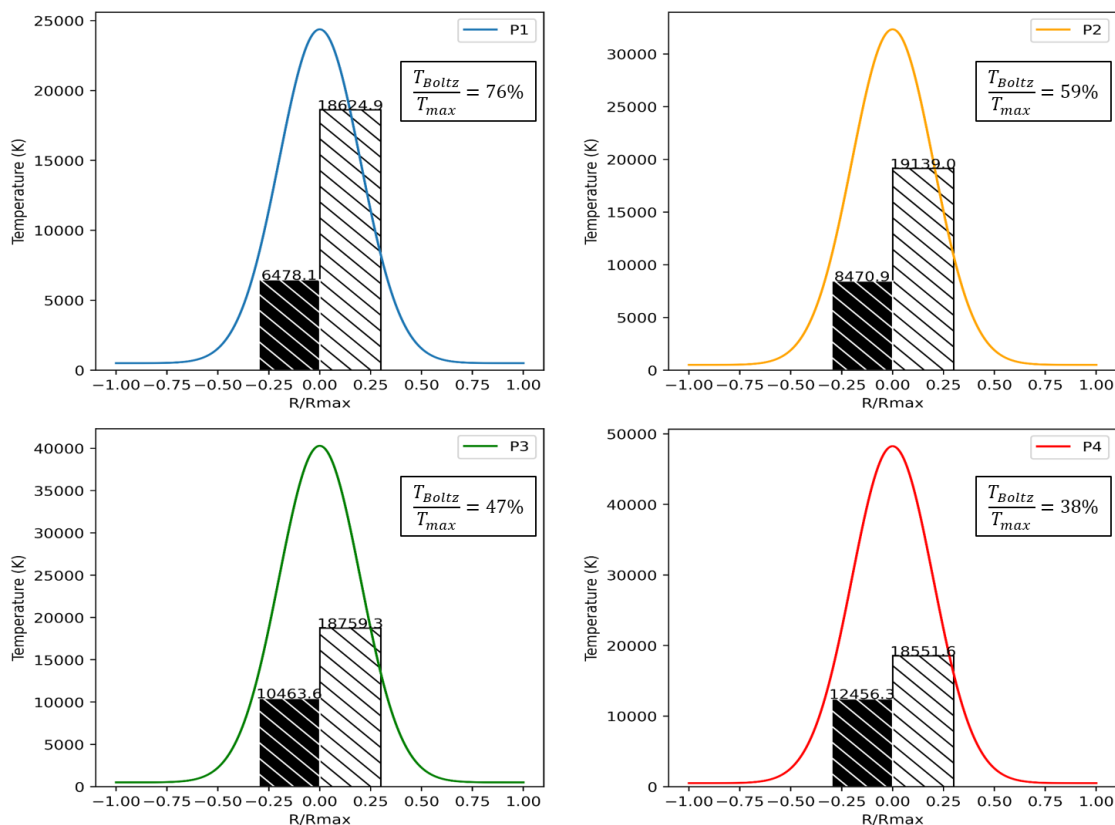 P1
T_Boltz/T_max = 76%
18624.9
6478.1
25000
20000
15000
10000
5000
0
Temperature (K)
−1.00 −0.75 −0.50 −0.25 0.00 0.25 0.50 0.75 1.00
R/Rmax
P2
T_Boltz/T_max = 59%
19139.0
8470.9
30000
25000
20000
15000
10000
5000
0
Temperature (K)
−1.00 −0.75 −0.50 −0.25 0.00 0.25 0.50 0.75 1.00
R/Rmax
P3
T_Boltz/T_max = 47%
18759.3
10463.6
40000
35000
30000
25000
20000
15000
10000
5000
0
Temperature (K)
−1.00 −0.75 −0.50 −0.25 0.00 0.25 0.50 0.75 1.00
R/Rmax
P4
T_Boltz/T_max = 38%
18551.6
12456.3
50000
40000
30000
20000
10000
0
Temperature (K)
−1.00 −0.75 −0.50 −0.25 0.00 0.25 0.50 0.75 1.00
R/Rmax